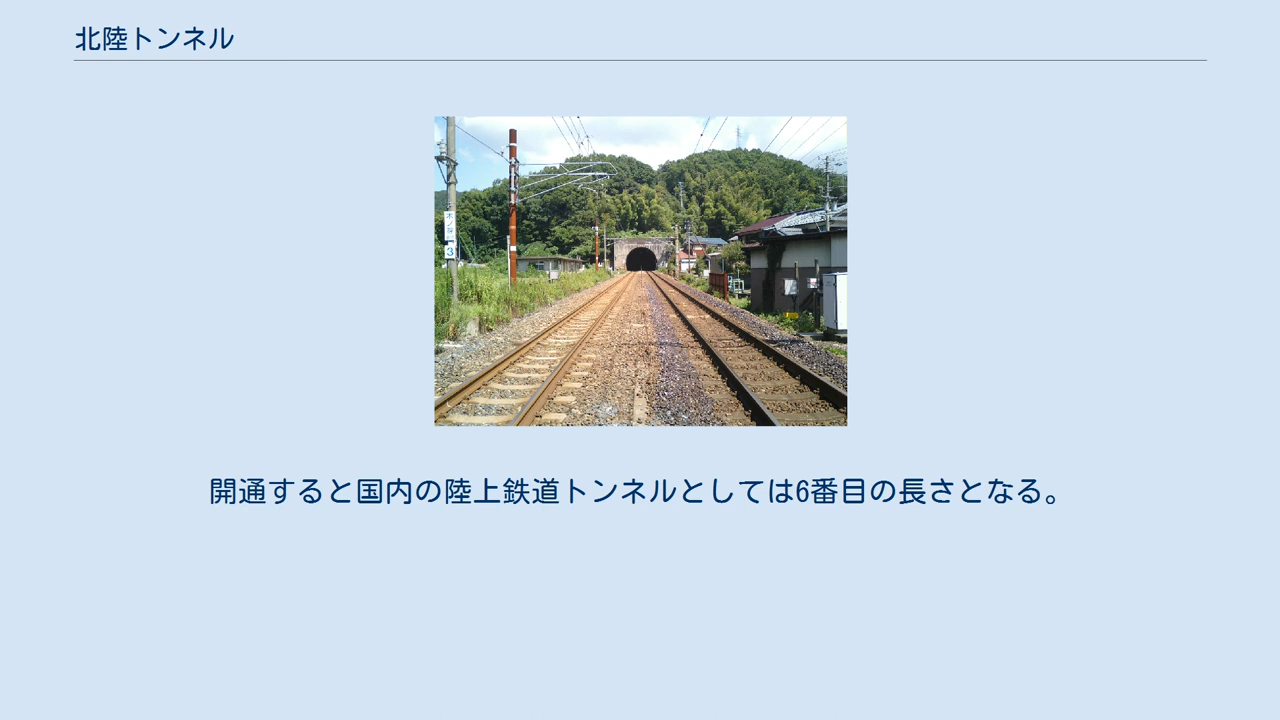 北陸トンネル
3
開通すると国内の陸上鉄道トンネルとしては6番目の長さとなる。